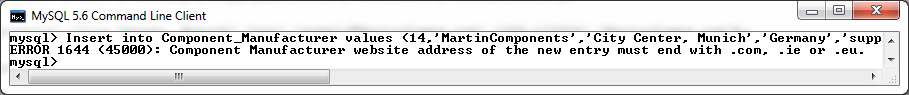 MySQL 5.6 Command Line Client
mysql> Insert into Component_Manufacturer values (14,'MartinComponents','City Center, Munich','Germany','supp
ERROR 1644 (45000): Component Manufacturer website address of the new entry must end with .com, .ie or .eu.
mysql>